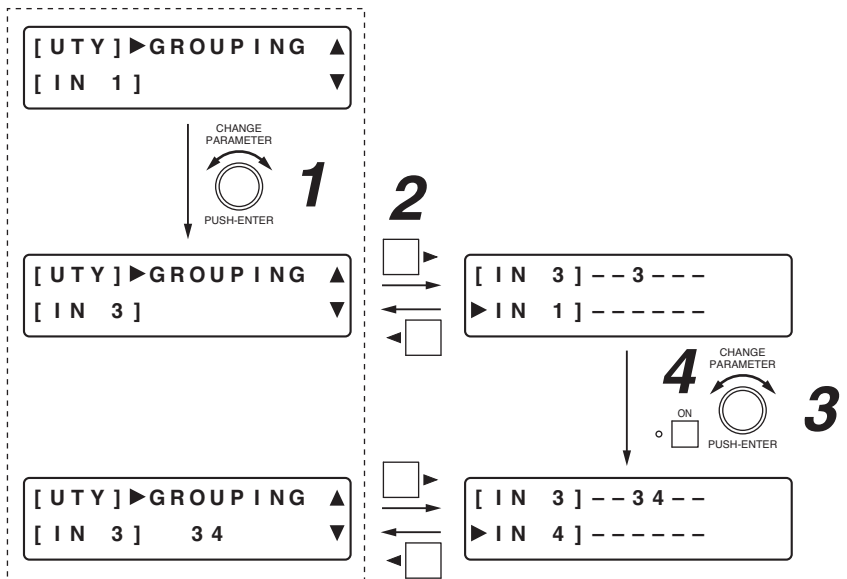 [UTY]▶GROUPING ▲
[IN 1] ▼
CHANGE
PARAMETER
PUSH-ENTER
1
2
▶
◀
[UTY]▶GROUPING ▲
[IN 3] ▼
[IN 3]--3---
▶IN 1]------
4
ON
CHANGE
PARAMETER
PUSH-ENTER
3
[UTY]▶GROUPING ▲
[IN 3] 34 ▼
▶
◀
[IN 3]--34--
▶IN 4]------